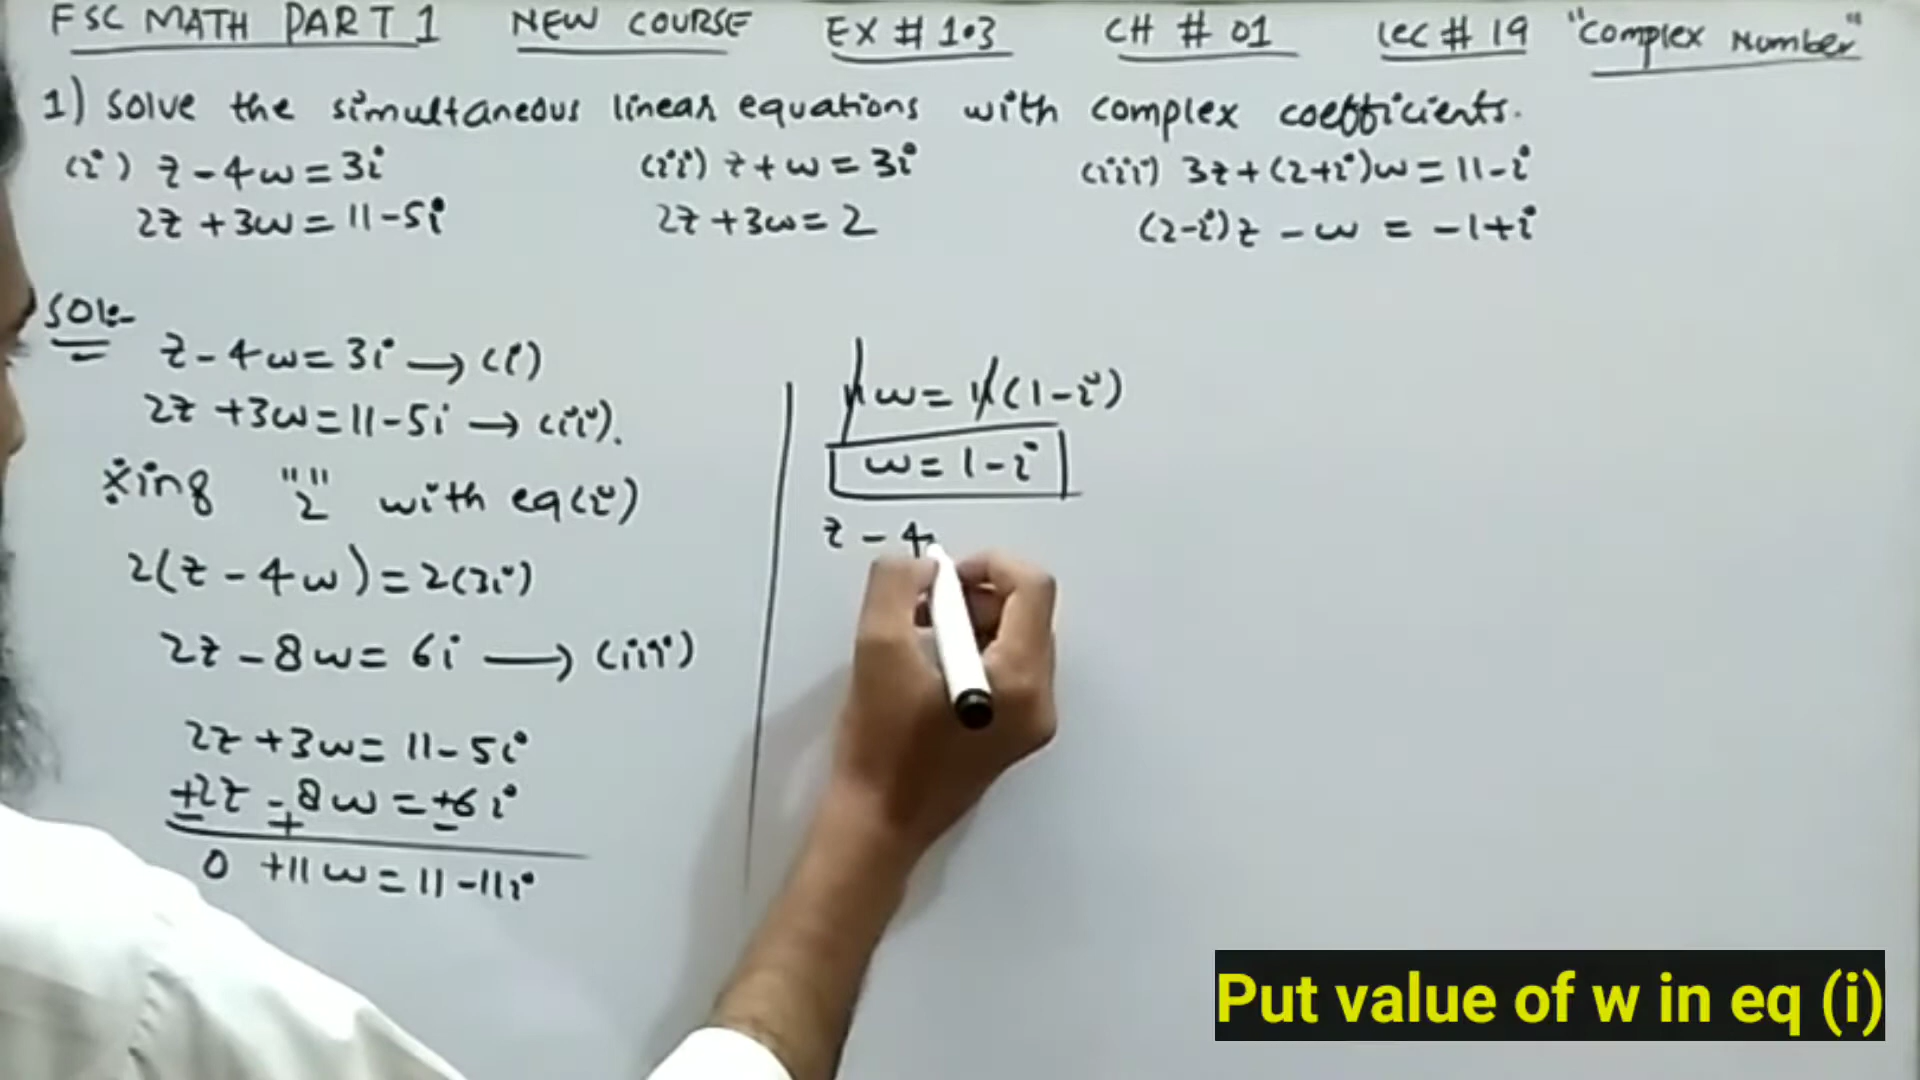 FSC MATH PART 1 NEW COURSE EX # 1.3 CH # 01 Lec # 19 "Complex Number"
1) Solve the simultaneous linear equations with complex coefficients.
(i) z - 4w = 3i (ii) z + w = 3i (iii) 3z + (2+i)w = 11 - i
2z + 3w = 11 - 5i 2z + 3w = 2 (2-i)z - w = -1 + i
Sol:-
z - 4w = 3i → (i)
2z + 3w = 11 - 5i → (ii).
×ing "2" with eq (i)
2(z - 4w) = 2(3i)
2z - 8w = 6i → (iii)
2z + 3w = 11 - 5i
+2z - 8w = +6i
- + -
0 + 11w = 11 - 11i
11w = 11(1 - i)
w = 1 - i
z - 4
Put value of w in eq (i)